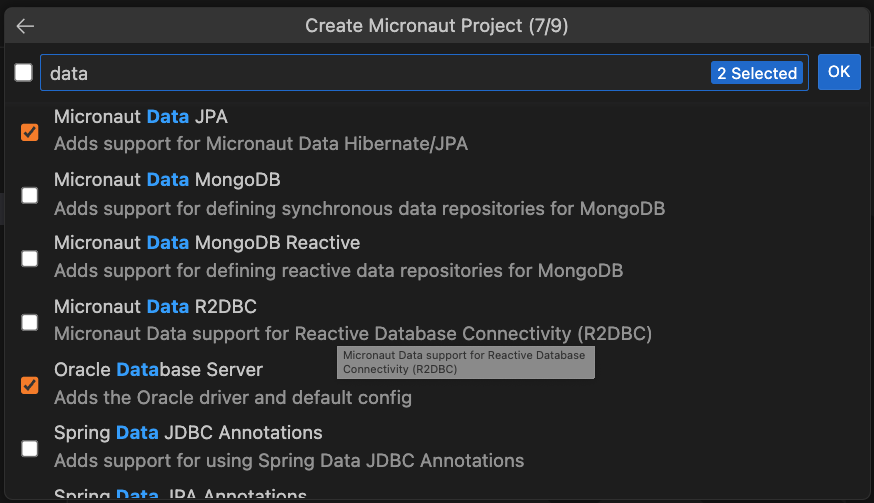 Create Micronaut Project (7/9)
data
2 Selected
OK
Micronaut Data JPA
Adds support for Micronaut Data Hibernate/JPA
Micronaut Data MongoDB
Adds support for defining synchronous data repositories for MongoDB
Micronaut Data MongoDB Reactive
Adds support for defining reactive data repositories for MongoDB
Micronaut Data R2DBC
Micronaut Data support for Reactive Database Connectivity (R2DBC)
Micronaut Data support for Reactive Database
Connectivity (R2DBC)
Oracle Database Server
Adds the Oracle driver and default config
Spring Data JDBC Annotations
Adds support for using Spring Data JDBC Annotations
Spring Data JPA Annotations